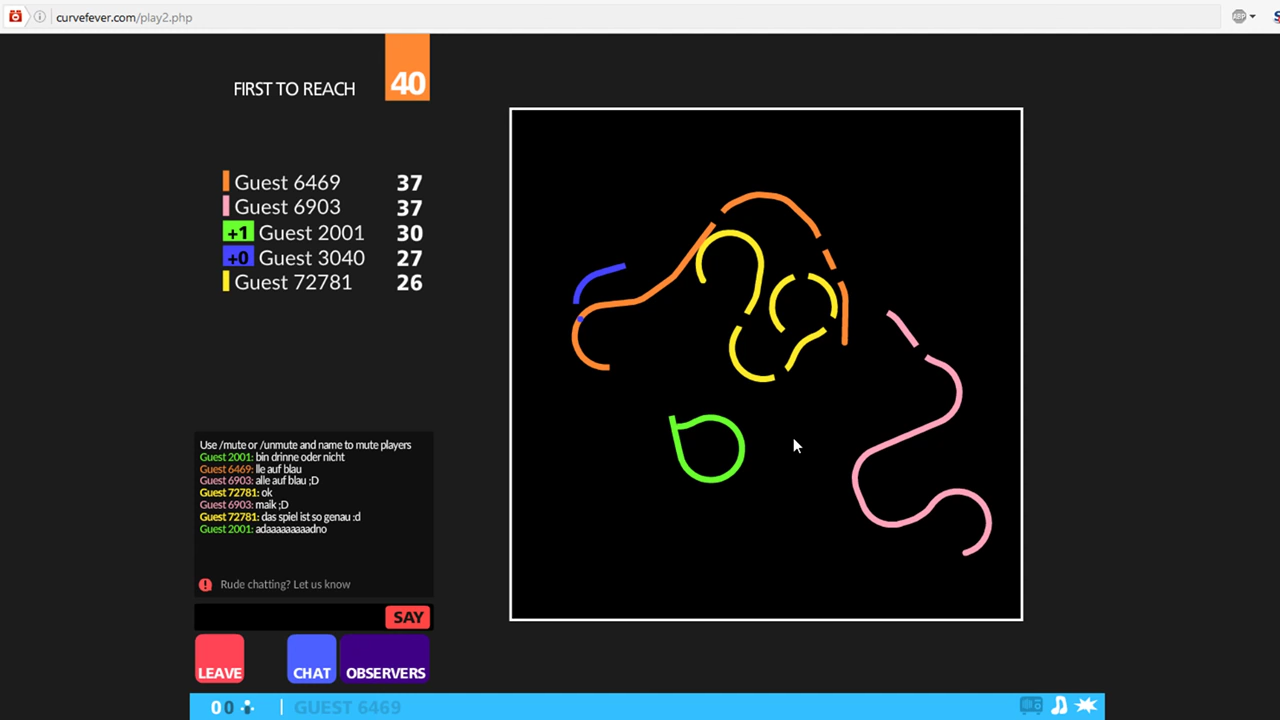 curvefever.com/play2.php
ABP
FIRST TO REACH 40
Guest 6469 37
Guest 6903 37
+1 Guest 2001 30
+0 Guest 3040 27
Guest 72781 26
Use /mute or /unmute and name to mute players
Guest 2001: bin drinne oder nicht
Guest 6469: lle auf blau
Guest 6903: alle auf blau ;D
Guest 72781: ok
Guest 6903: maik ;D
Guest 72781: das spiel ist so genau :d
Guest 2001: adaaaaaaaadno
Rude chatting? Let us know
SAY
LEAVE
CHAT
OBSERVERS
00
GUEST 6469